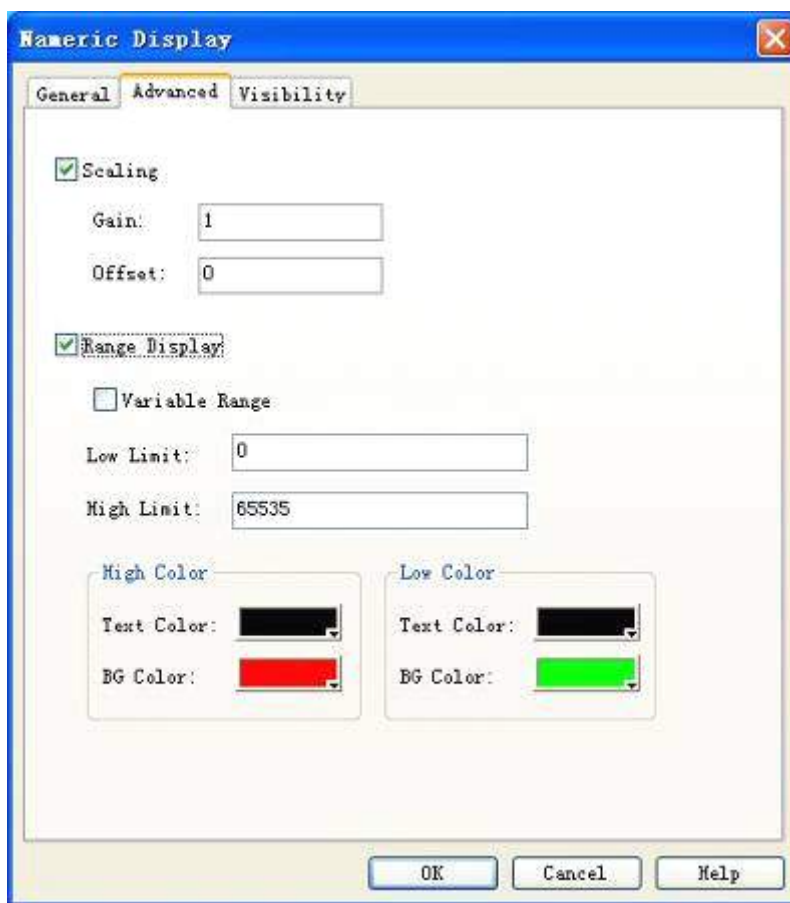 Nameric Display
General Advanced Visibility
Scaling
Gain: 1
Offset: 0
Range Display
Variable Range
Low Limit: 0
High Limit: 65535
High Color Low Color
Text Color: Text Color:
BG Color: BG Color:
OK Cancel Help